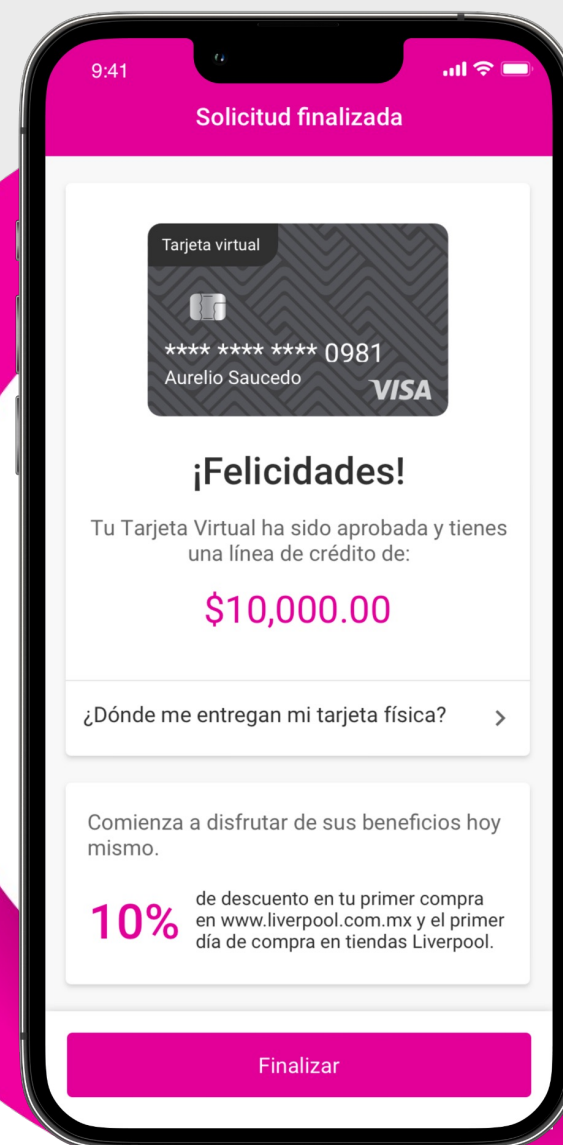 9:41
Solicitud finalizada
Tarjeta virtual
**** **** **** 0981
Aurelio Saucedo
VISA
¡Felicidades!
Tu Tarjeta Virtual ha sido aprobada y tienes
una línea de crédito de:
$10,000.00
¿Dónde me entregan mi tarjeta física?
Comienza a disfrutar de sus beneficios hoy
mismo.
10%
de descuento en tu primer compra
en www.liverpool.com.mx y el primer
día de compra en tiendas Liverpool.
Finalizar